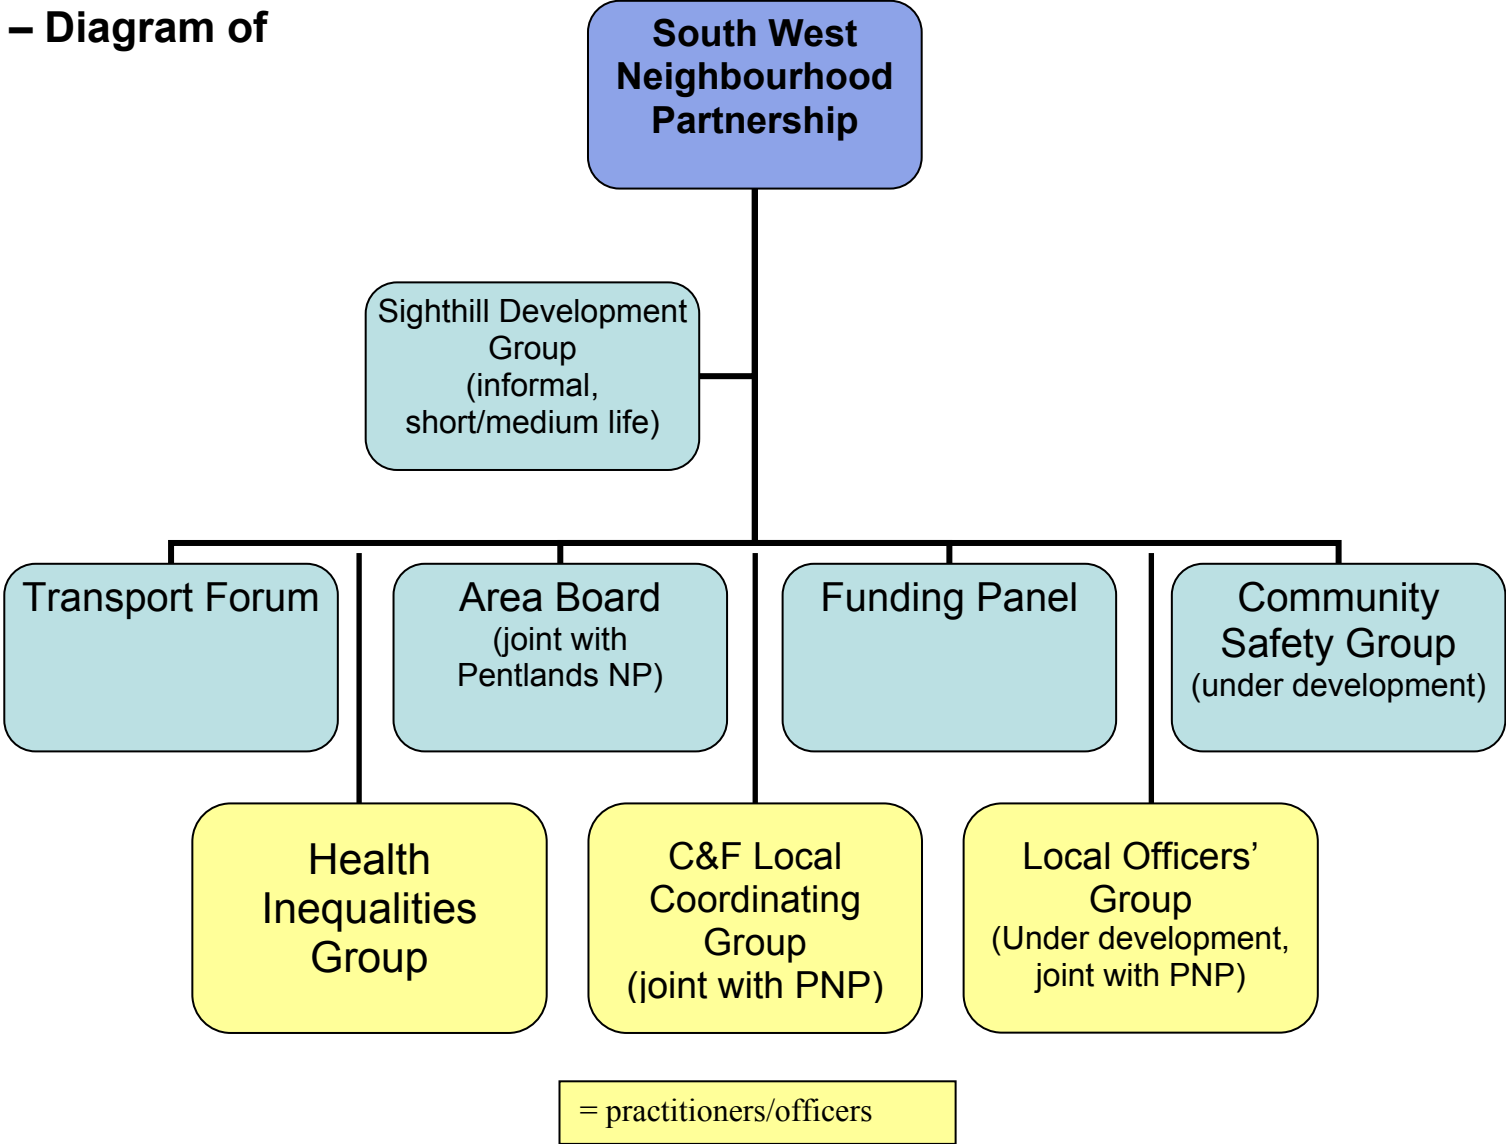 – Diagram of
South West
Neighbourhood
Partnership
Sighthill Development
Group
(informal,
short/medium life)
Transport Forum
Area Board
(joint with
Pentlands NP)
Funding Panel
Community
Safety Group
(under development)
Health
Inequalities
Group
C&F Local
Coordinating
Group
(joint with PNP)
Local Officers’
Group
(Under development,
joint with PNP)
= practitioners/officers